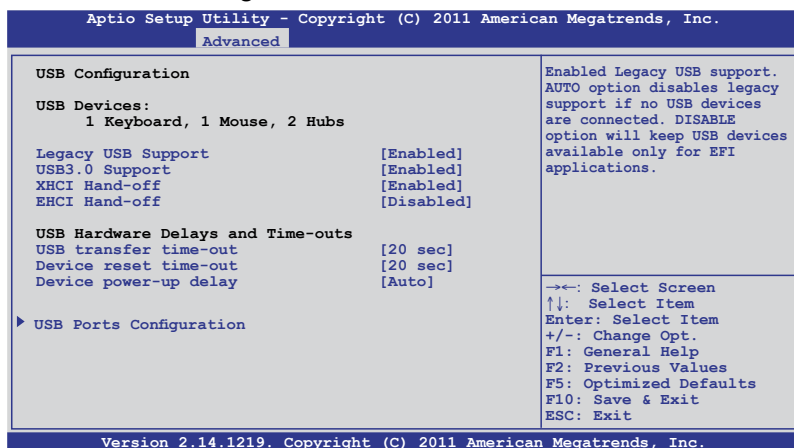 Aptio Setup Utility - Copyright (C) 2011 American Megatrends, Inc.
Advanced
USB Configuration
USB Devices:
1 Keyboard, 1 Mouse, 2 Hubs
Legacy USB Support [Enabled]
USB3.0 Support [Enabled]
XHCI Hand-off [Enabled]
EHCI Hand-off [Disabled]
USB Hardware Delays and Time-outs
USB transfer time-out [20 sec]
Device reset time-out [20 sec]
Device power-up delay [Auto]
USB Ports Configuration
Enabled Legacy USB support.
AUTO option disables legacy
support if no USB devices
are connected. DISABLE
option will keep USB devices
available only for EFI
applications.
→←: Select Screen
↑↓: Select Item
Enter: Select Item
+/-: Change Opt.
F1: General Help
F2: Previous Values
F5: Optimized Defaults
F10: Save & Exit
ESC: Exit
Version 2.14.1219. Copyright (C) 2011 American Megatrends, Inc.